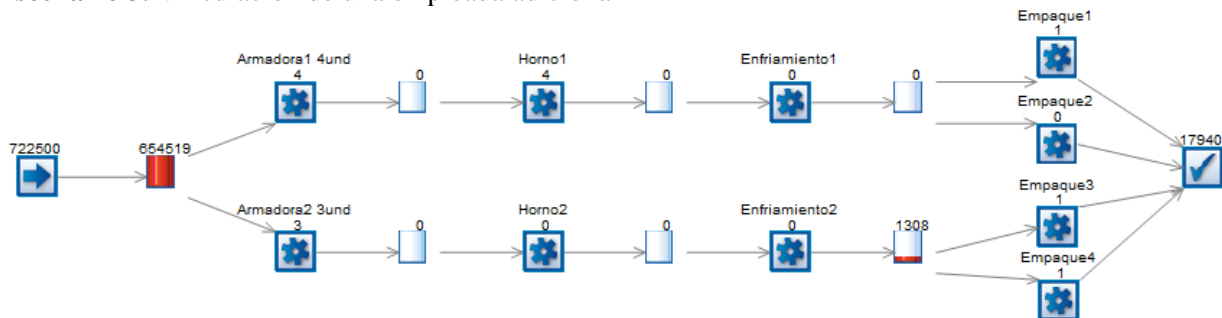 Empaque1
1
Armadora1 4und
4
0
Horno1
4
0
Enfriamiento1
0
0
Empaque2
0
722500
654519
17940
Armadora2 3und
3
0
Horno2
0
0
Enfriamiento2
0
1308
Empaque3
1
Empaque4
1